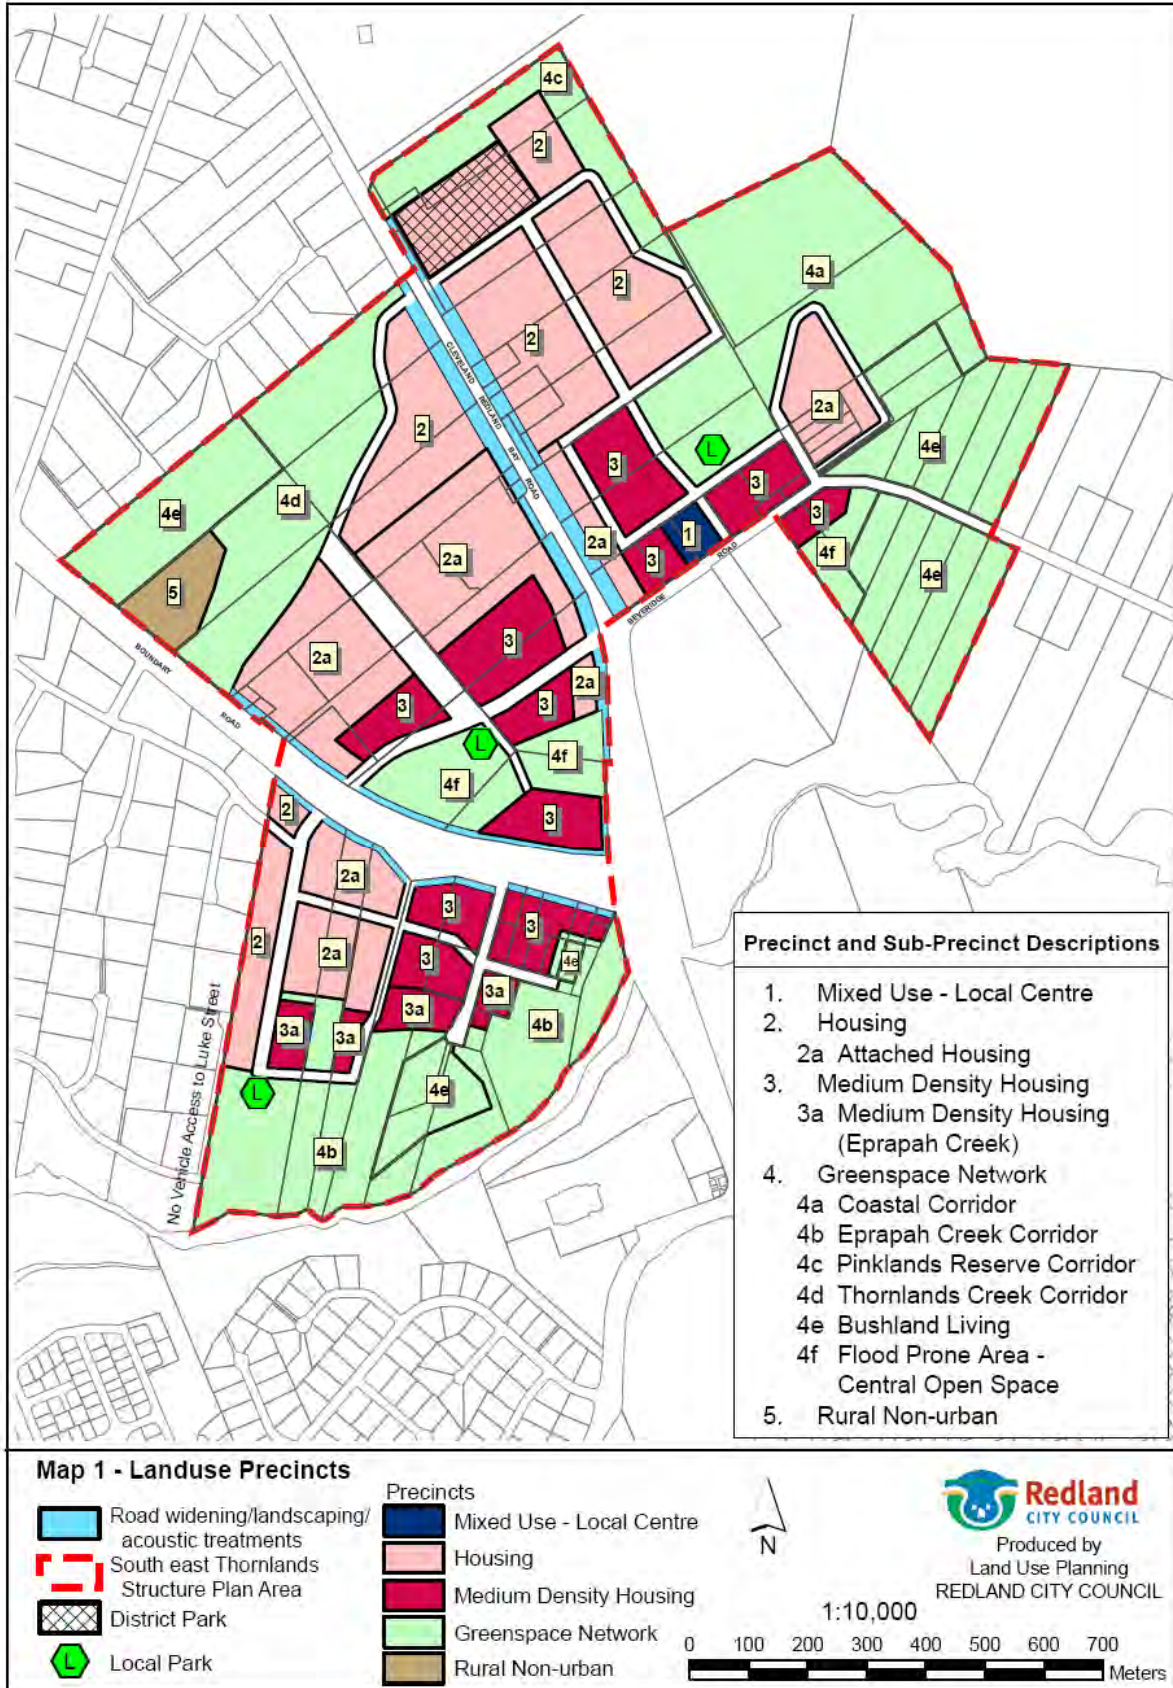 4c
2
4a
2
2
CLEVELAND REDLAND BAY ROAD
2a
2
L
4e
3
3
4e
4d
3
1
2a
4f
3
2a
4e
5
BEVERIDGE ROAD
3
2a
BOUNDARY ROAD
2a
3
3
L
4f
4f
2
3
2a
3
3
2
2a
3
4e
3a
3a
3a
3a
4b
4e
L
4b
No Vehicle Access to Luke Street
Precinct and Sub-Precinct Descriptions
1. Mixed Use - Local Centre
2. Housing
2a Attached Housing
3. Medium Density Housing
3a Medium Density Housing
(Eprapah Creek)
4. Greenspace Network
4a Coastal Corridor
4b Eprapah Creek Corridor
4c Pinklands Reserve Corridor
4d Thornlands Creek Corridor
4e Bushland Living
4f Flood Prone Area -
Central Open Space
5. Rural Non-urban
Map 1 - Landuse Precincts
Road widening/landscaping/
acoustic treatments
South east Thornlands
Structure Plan Area
District Park
L Local Park
Precincts
Mixed Use - Local Centre
Housing
Medium Density Housing
Greenspace Network
Rural Non-urban
N
Redland
CITY COUNCIL
Produced by
Land Use Planning
REDLAND CITY COUNCIL
1:10,000
0 100 200 300 400 500 600 700
Meters